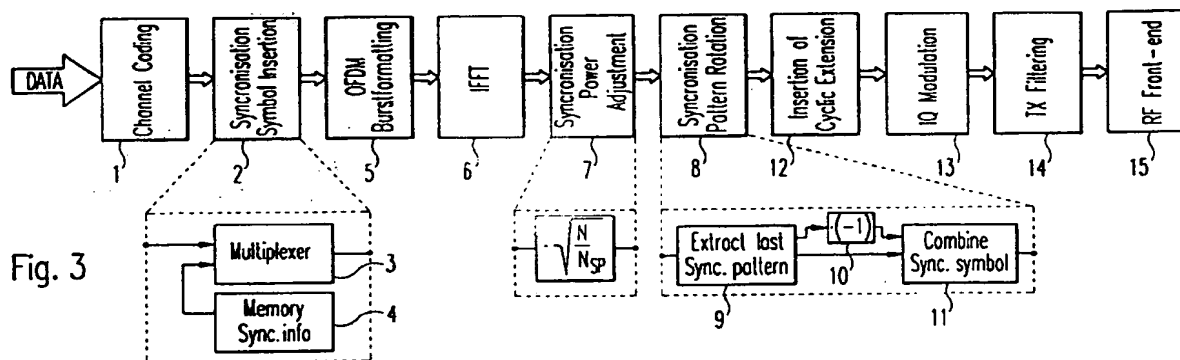 DATA
Channel Coding
1
Syncronisation
Symbol Insertion
2
OFDM
Burstformatting
5
IFFT
6
Syncronisation
Power
Adjustment
7
Syncronisation
Pattern Rotation
8
Insertion of
Cyclic Extension
12
IQ Modulation
13
TX Filtering
14
RF Front-end
15
Fig. 3
Multiplexer
3
Memory
Sync.info
4
·√N/N_SP
Extract last
Sync. pattern
9
·(-1)
10
Combine
Sync. symbol
11